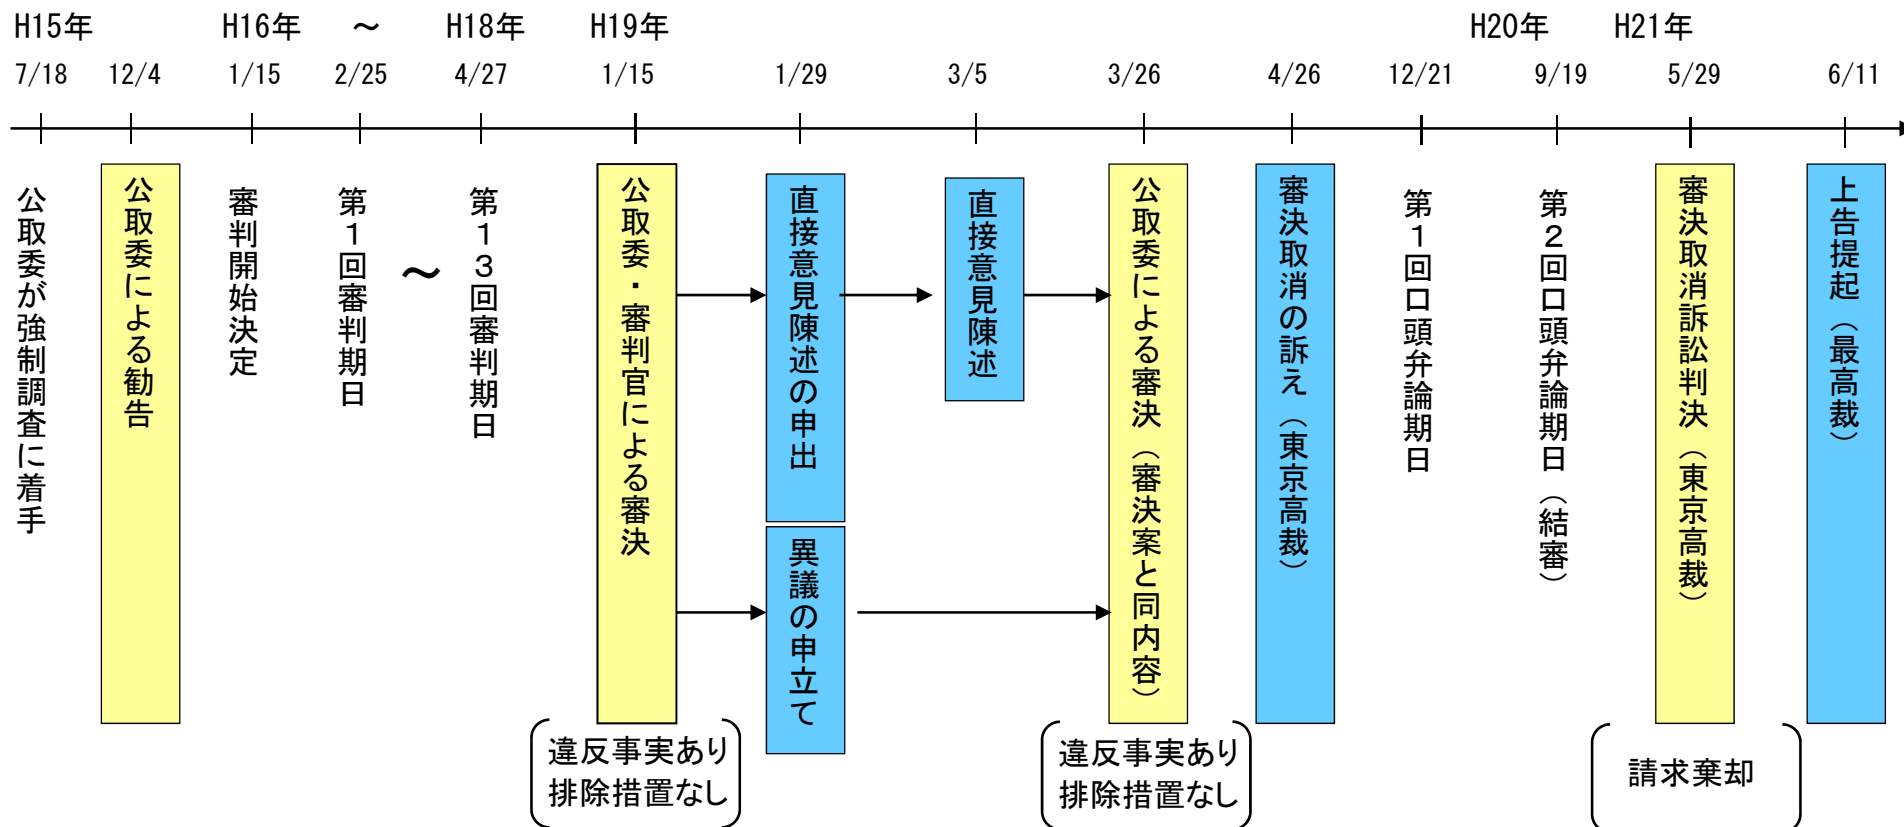 H15年 H16年 ～ H18年 H19年 H20年 H21年
7/18 12/4 1/15 2/25 4/27 1/15 1/29 3/5 3/26 4/26 12/21 9/19 5/29 6/11
公取委が強制調査に着手
公取委による勧告
審判開始決定
第1回審判期日
～
第13回審判期日
公取委・審判官による審決
直接意見陳述の申出
異議の申立て
直接意見陳述
公取委による審決（審決案と同内容）
審決取消の訴え（東京高裁）
第1回口頭弁論期日
第2回口頭弁論期日（結審）
審決取消訴訟判決（東京高裁）
上告提起（最高裁）
違反事実あり
排除措置なし
違反事実あり
排除措置なし
請求棄却